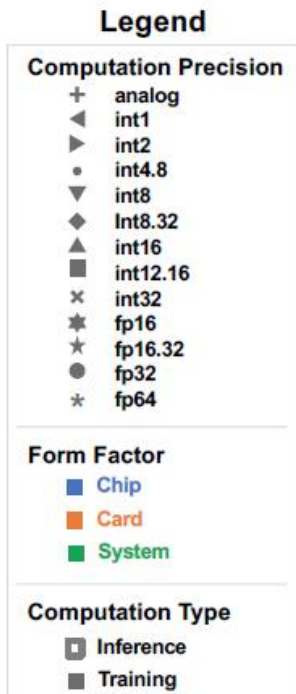 Legend
Computation Precision
analog
int1
int2
int4.8
int8
Int8.32
int16
int12.16
int32
fp16
fp16.32
fp32
fp64
Form Factor
Chip
Card
System
Computation Type
Inference
Training